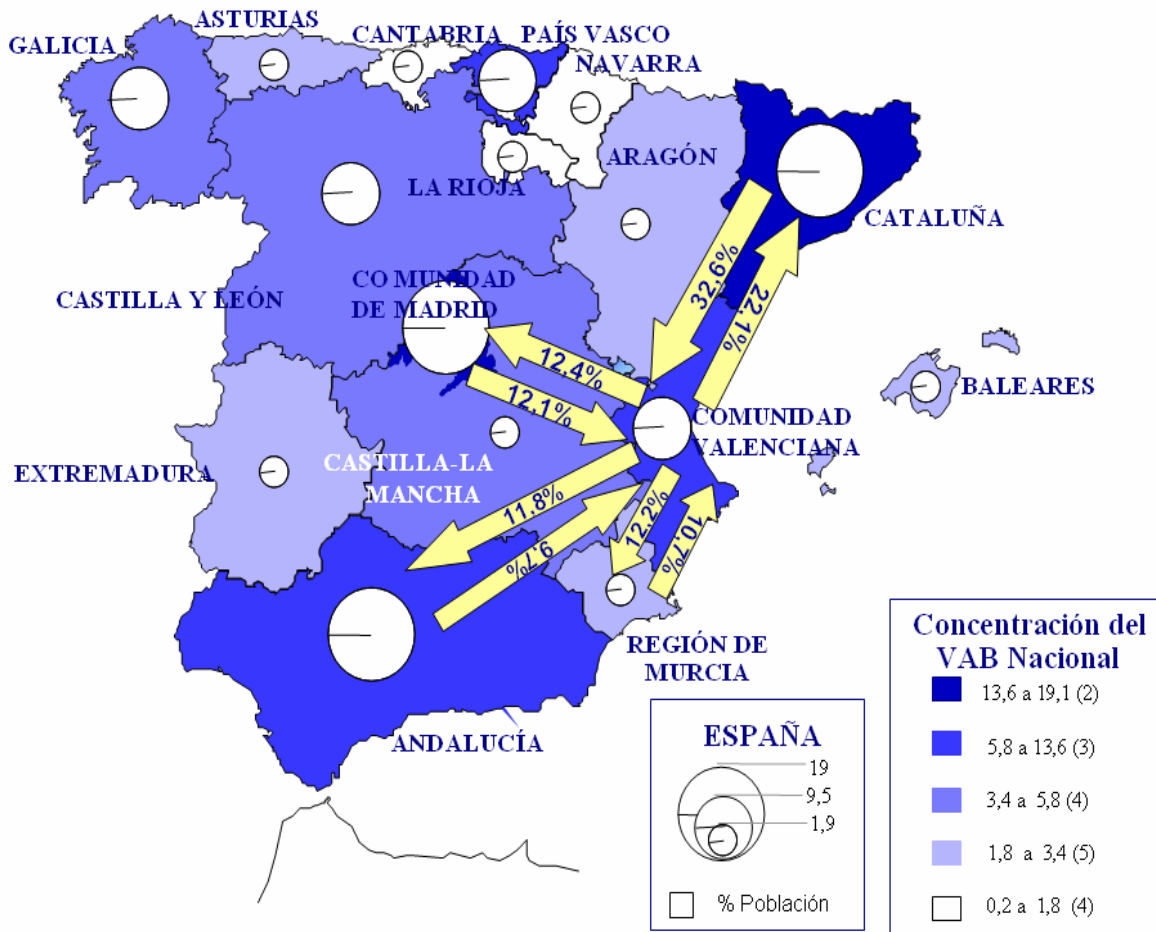 ASTURIAS
GALICIA
CANTABRIA
PAÍS VASCO
NAVARRA
ARAGÓN
LA RIOJA
CATALUÑA
32,6%
22,1%
CASTILLA Y LEÓN
COMUNIDAD
DE MADRID
12,4%
12,1%
BALEARES
COMUNIDAD
VALENCIANA
EXTREMADURA
CASTILLA-LA
MANCHA
11,8%
9,7%
12,2%
10,7%
REGIÓN DE
MURCIA
ANDALUCÍA
ESPAÑA
19
9,5
1,9
% Población
Concentración del
VAB Nacional
13,6 a 19,1 (2)
5,8 a 13,6 (3)
3,4 a 5,8 (4)
1,8 a 3,4 (5)
0,2 a 1,8 (4)